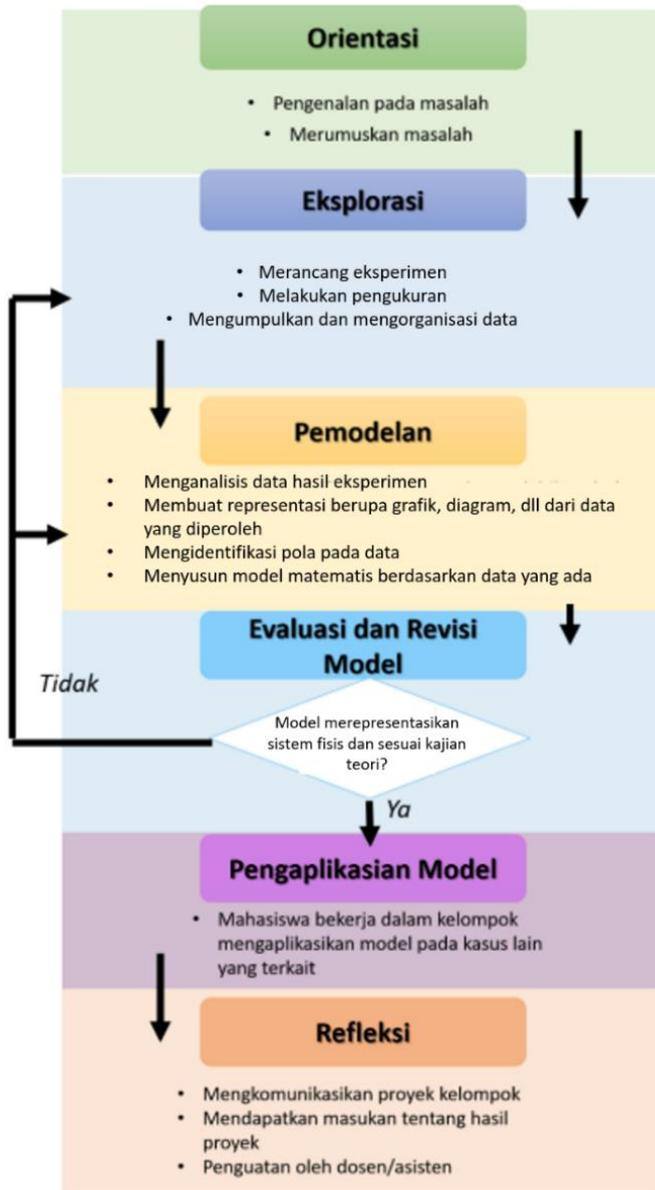 Orientasi
• Pengenalan pada masalah
• Merumuskan masalah
Eksplorasi
• Merancang eksperimen
• Melakukan pengukuran
• Mengumpulkan dan mengorganisasi data
Pemodelan
• Menganalisis data hasil eksperimen
• Membuat representasi berupa grafik, diagram, dll dari data
yang diperoleh
• Mengidentifikasi pola pada data
• Menyusun model matematis berdasarkan data yang ada
Evaluasi dan Revisi
Model
Tidak
Model merepresentasikan
sistem fisis dan sesuai kajian
teori?
Ya
Pengaplikasian Model
• Mahasiswa bekerja dalam kelompok
mengaplikasikan model pada kasus lain
yang terkait
Refleksi
• Mengkomunikasikan proyek kelompok
• Mendapatkan masukan tentang hasil
proyek
• Penguatan oleh dosen/asisten